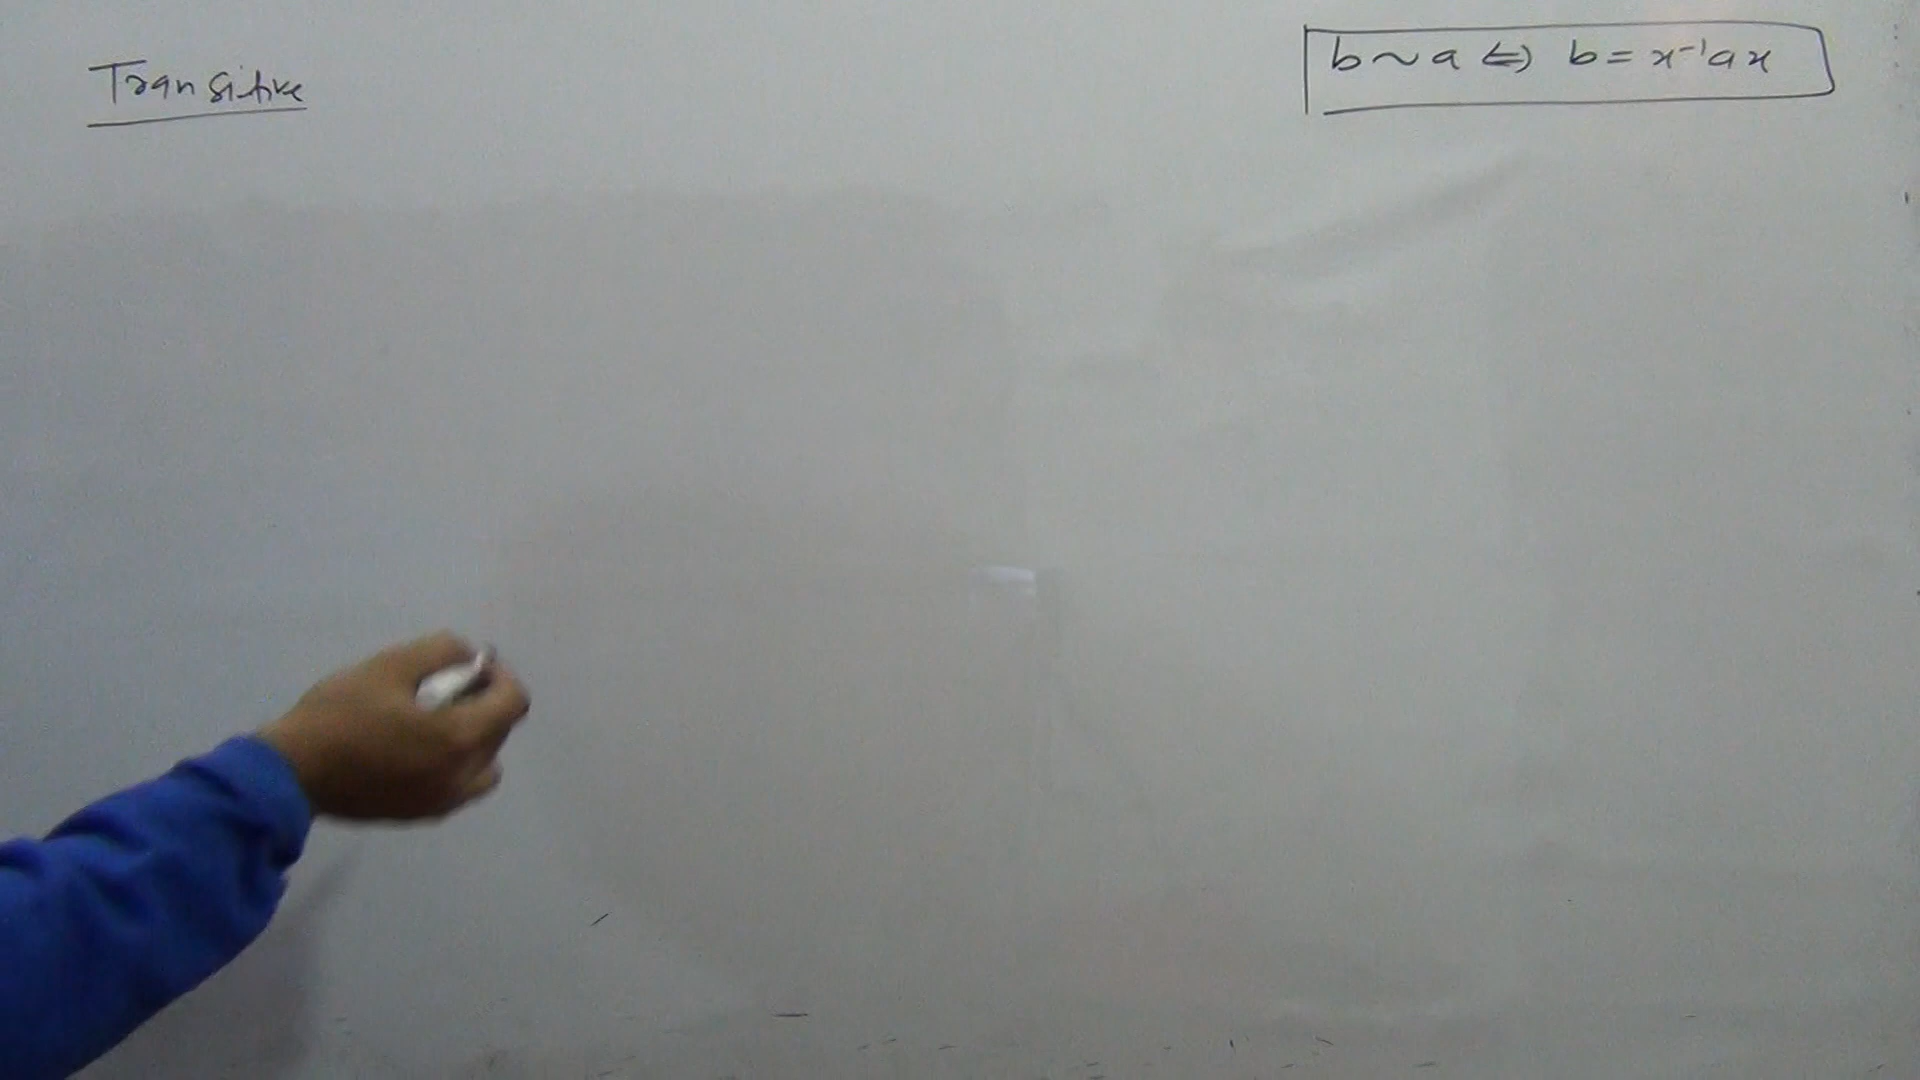 Transitive
b ~ a ⇔ b = x⁻¹ax